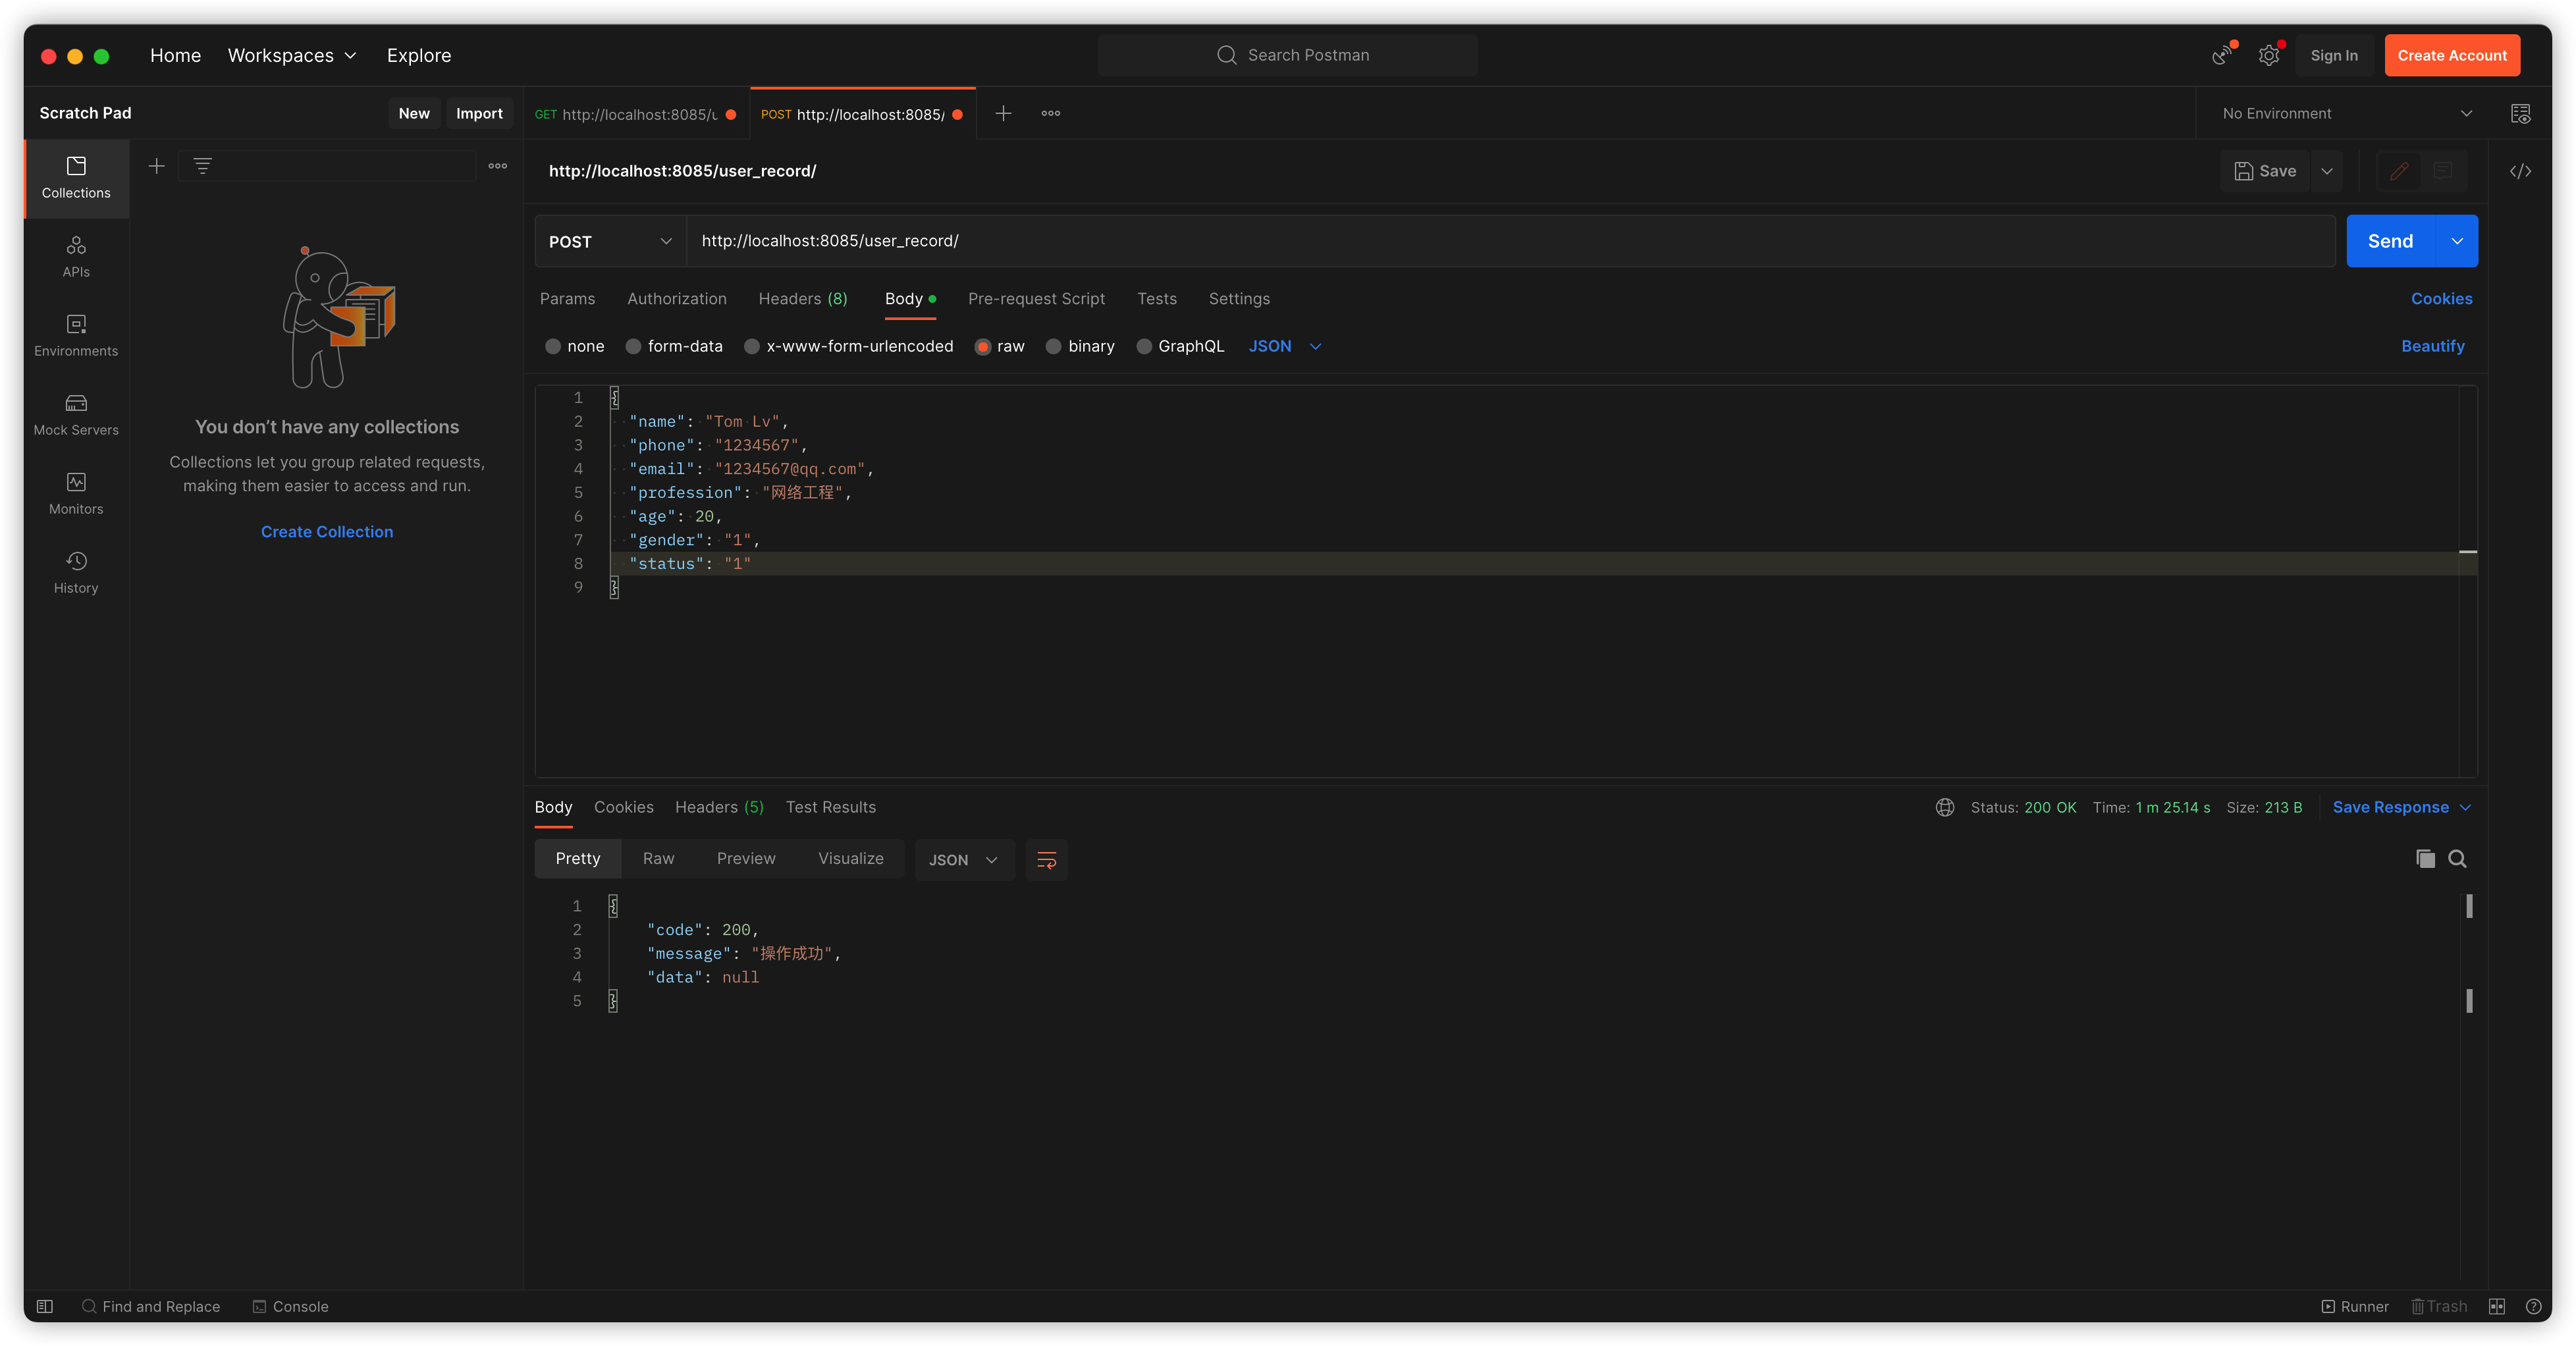 Home Workspaces Explore Search Postman Sign In Create Account
Scratch Pad New Import GET http://localhost:8085/u POST http://localhost:8085/ No Environment
Collections
APIs
Environments
Mock Servers
Monitors
History
You don’t have any collections
Collections let you group related requests,
making them easier to access and run.
Create Collection
http://localhost:8085/user_record/ Save
POST http://localhost:8085/user_record/ Send
Params Authorization Headers (8) Body Pre-request Script Tests Settings Cookies
none form-data x-www-form-urlencoded raw binary GraphQL JSON Beautify
1 {
2 "name": "Tom Lv",
3 "phone": "1234567",
4 "email": "1234567@qq.com",
5 "profession": "网络工程",
6 "age": 20,
7 "gender": "1",
8 "status": "1"
9 }
Body Cookies Headers (5) Test Results Status: 200 OK Time: 1 m 25.14 s Size: 213 B Save Response
Pretty Raw Preview Visualize JSON
1 {
2 "code": 200,
3 "message": "操作成功",
4 "data": null
5 }
Find and Replace Console Runner Trash